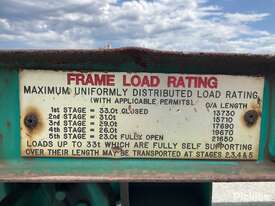 FRAME LOAD RATING
MAXIMUM UNIFORMLY DISTRIBUTED LOAD RATING
(WITH APPLICABLE PERMITS) O/A LENGTH
1st STAGE = 33.0t CLOSED 13730
2nd STAGE = 31.0t 15710
3rd STAGE = 29.0t 17690
4th STAGE = 26.0t 19670
5th STAGE = 23.0t FULLY OPEN 21650
LOADS UP TO 33t WHICH ARE FULLY SELF SUPPORTING
OVER THEIR LENGTH MAY BE TRANSPORTED AT STAGES 2,3,4&5